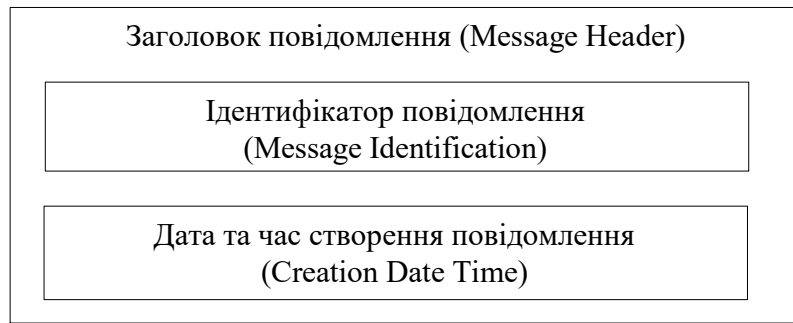 Заголовок повідомлення (Message Header)
Ідентифікатор повідомлення
(Message Identification)
Дата та час створення повідомлення
(Creation Date Time)